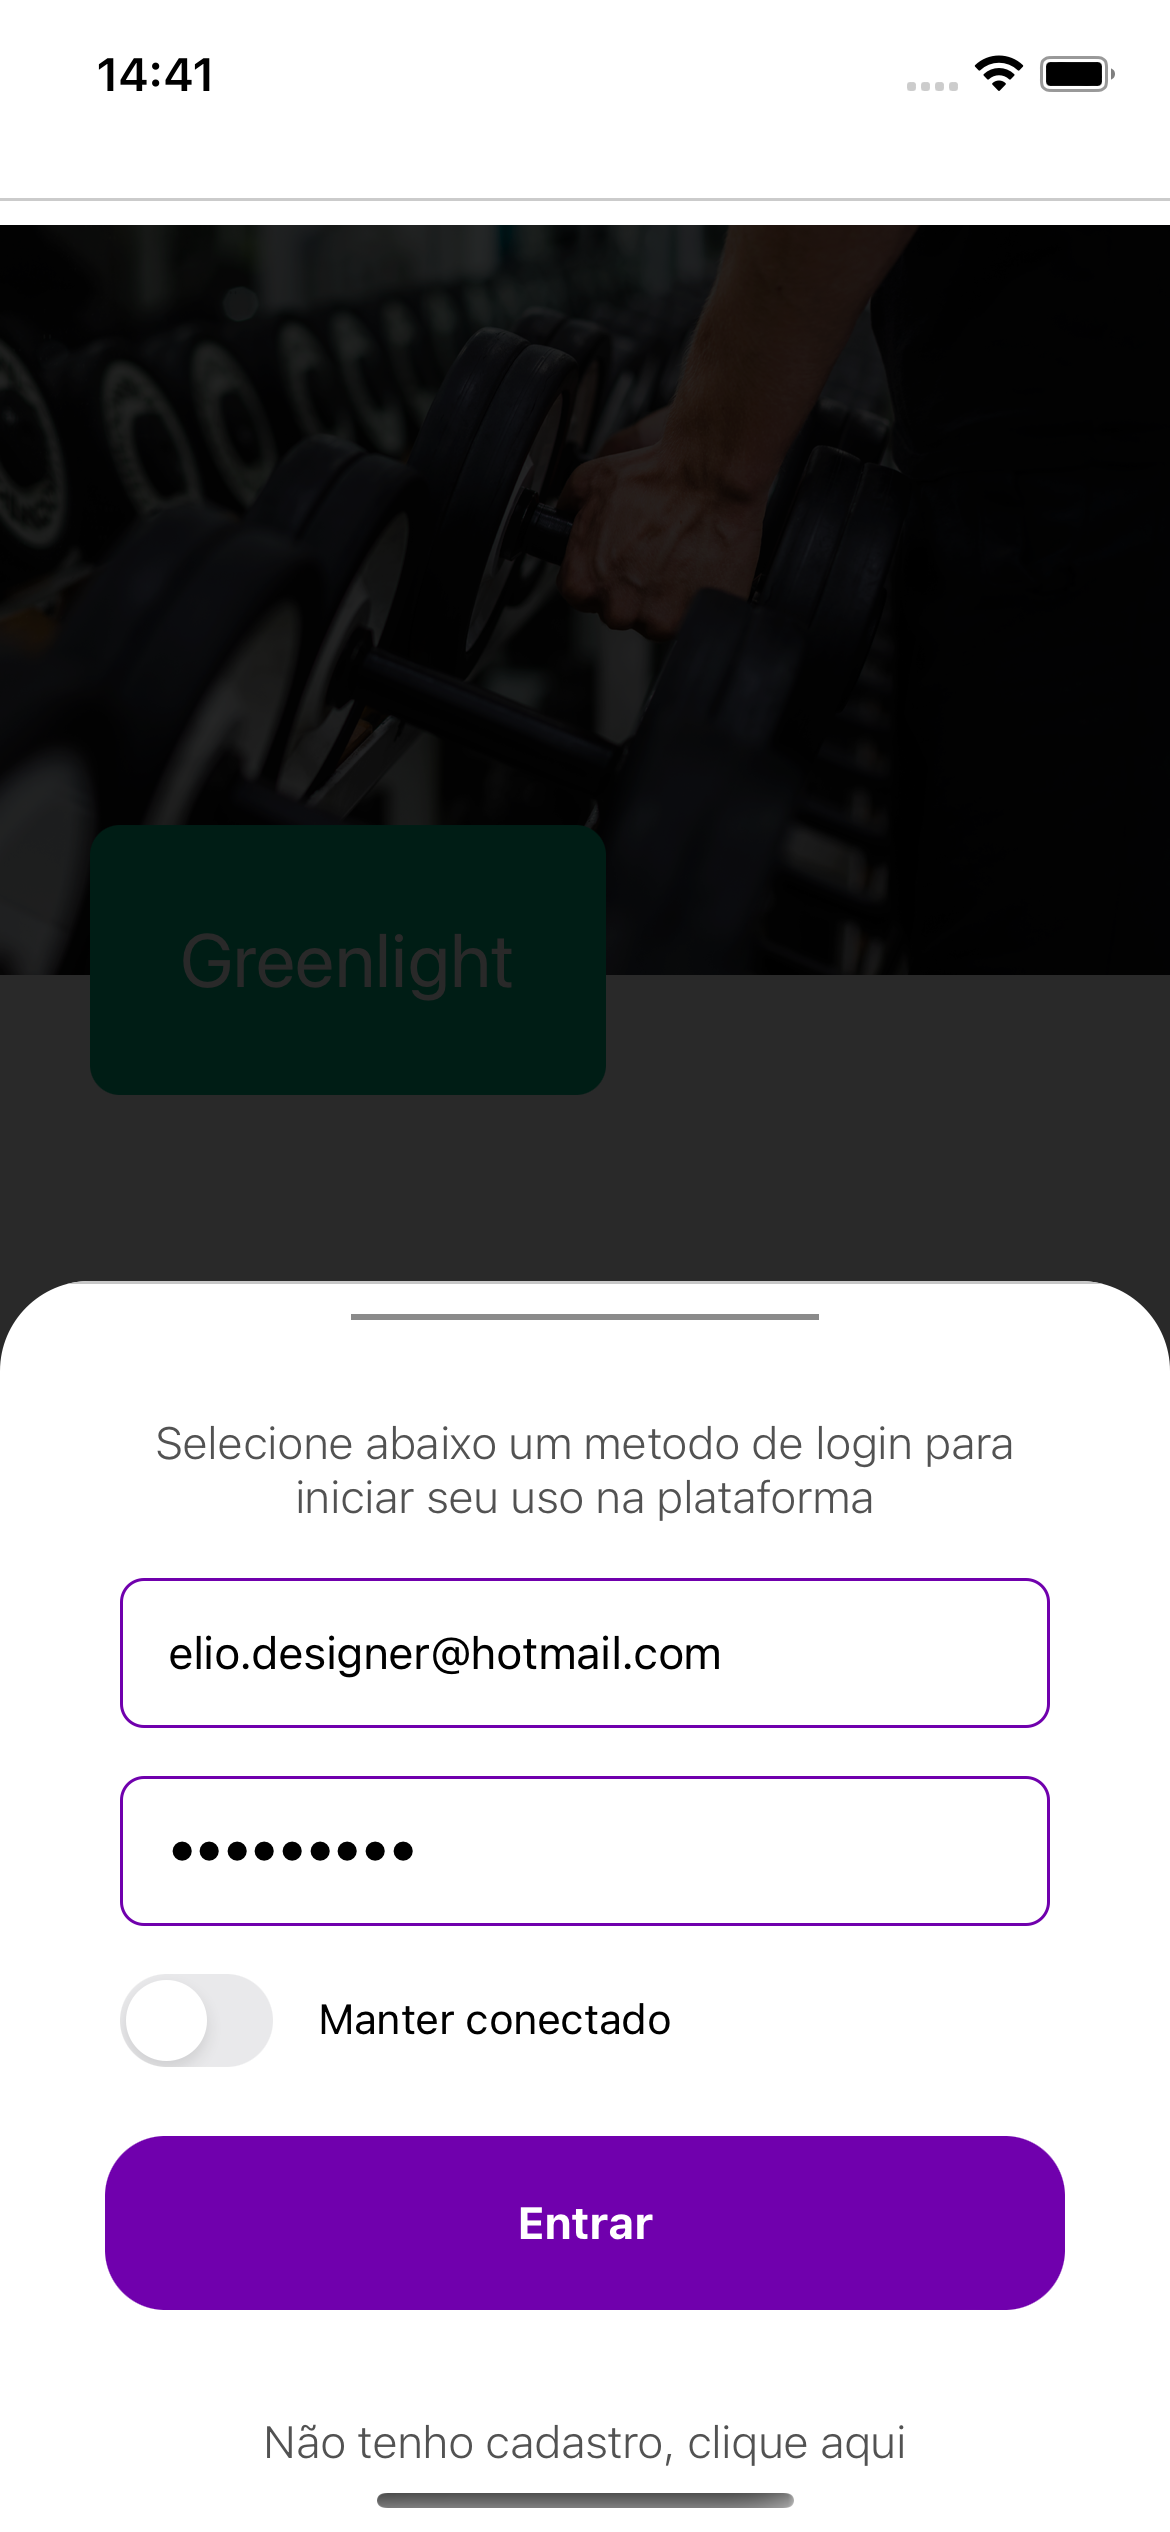 14:41
Greenlight
Selecione abaixo um metodo de login para
iniciar seu uso na plataforma
elio.designer@hotmail.com
•••••••••
Manter conectado
Entrar
Não tenho cadastro, clique aqui